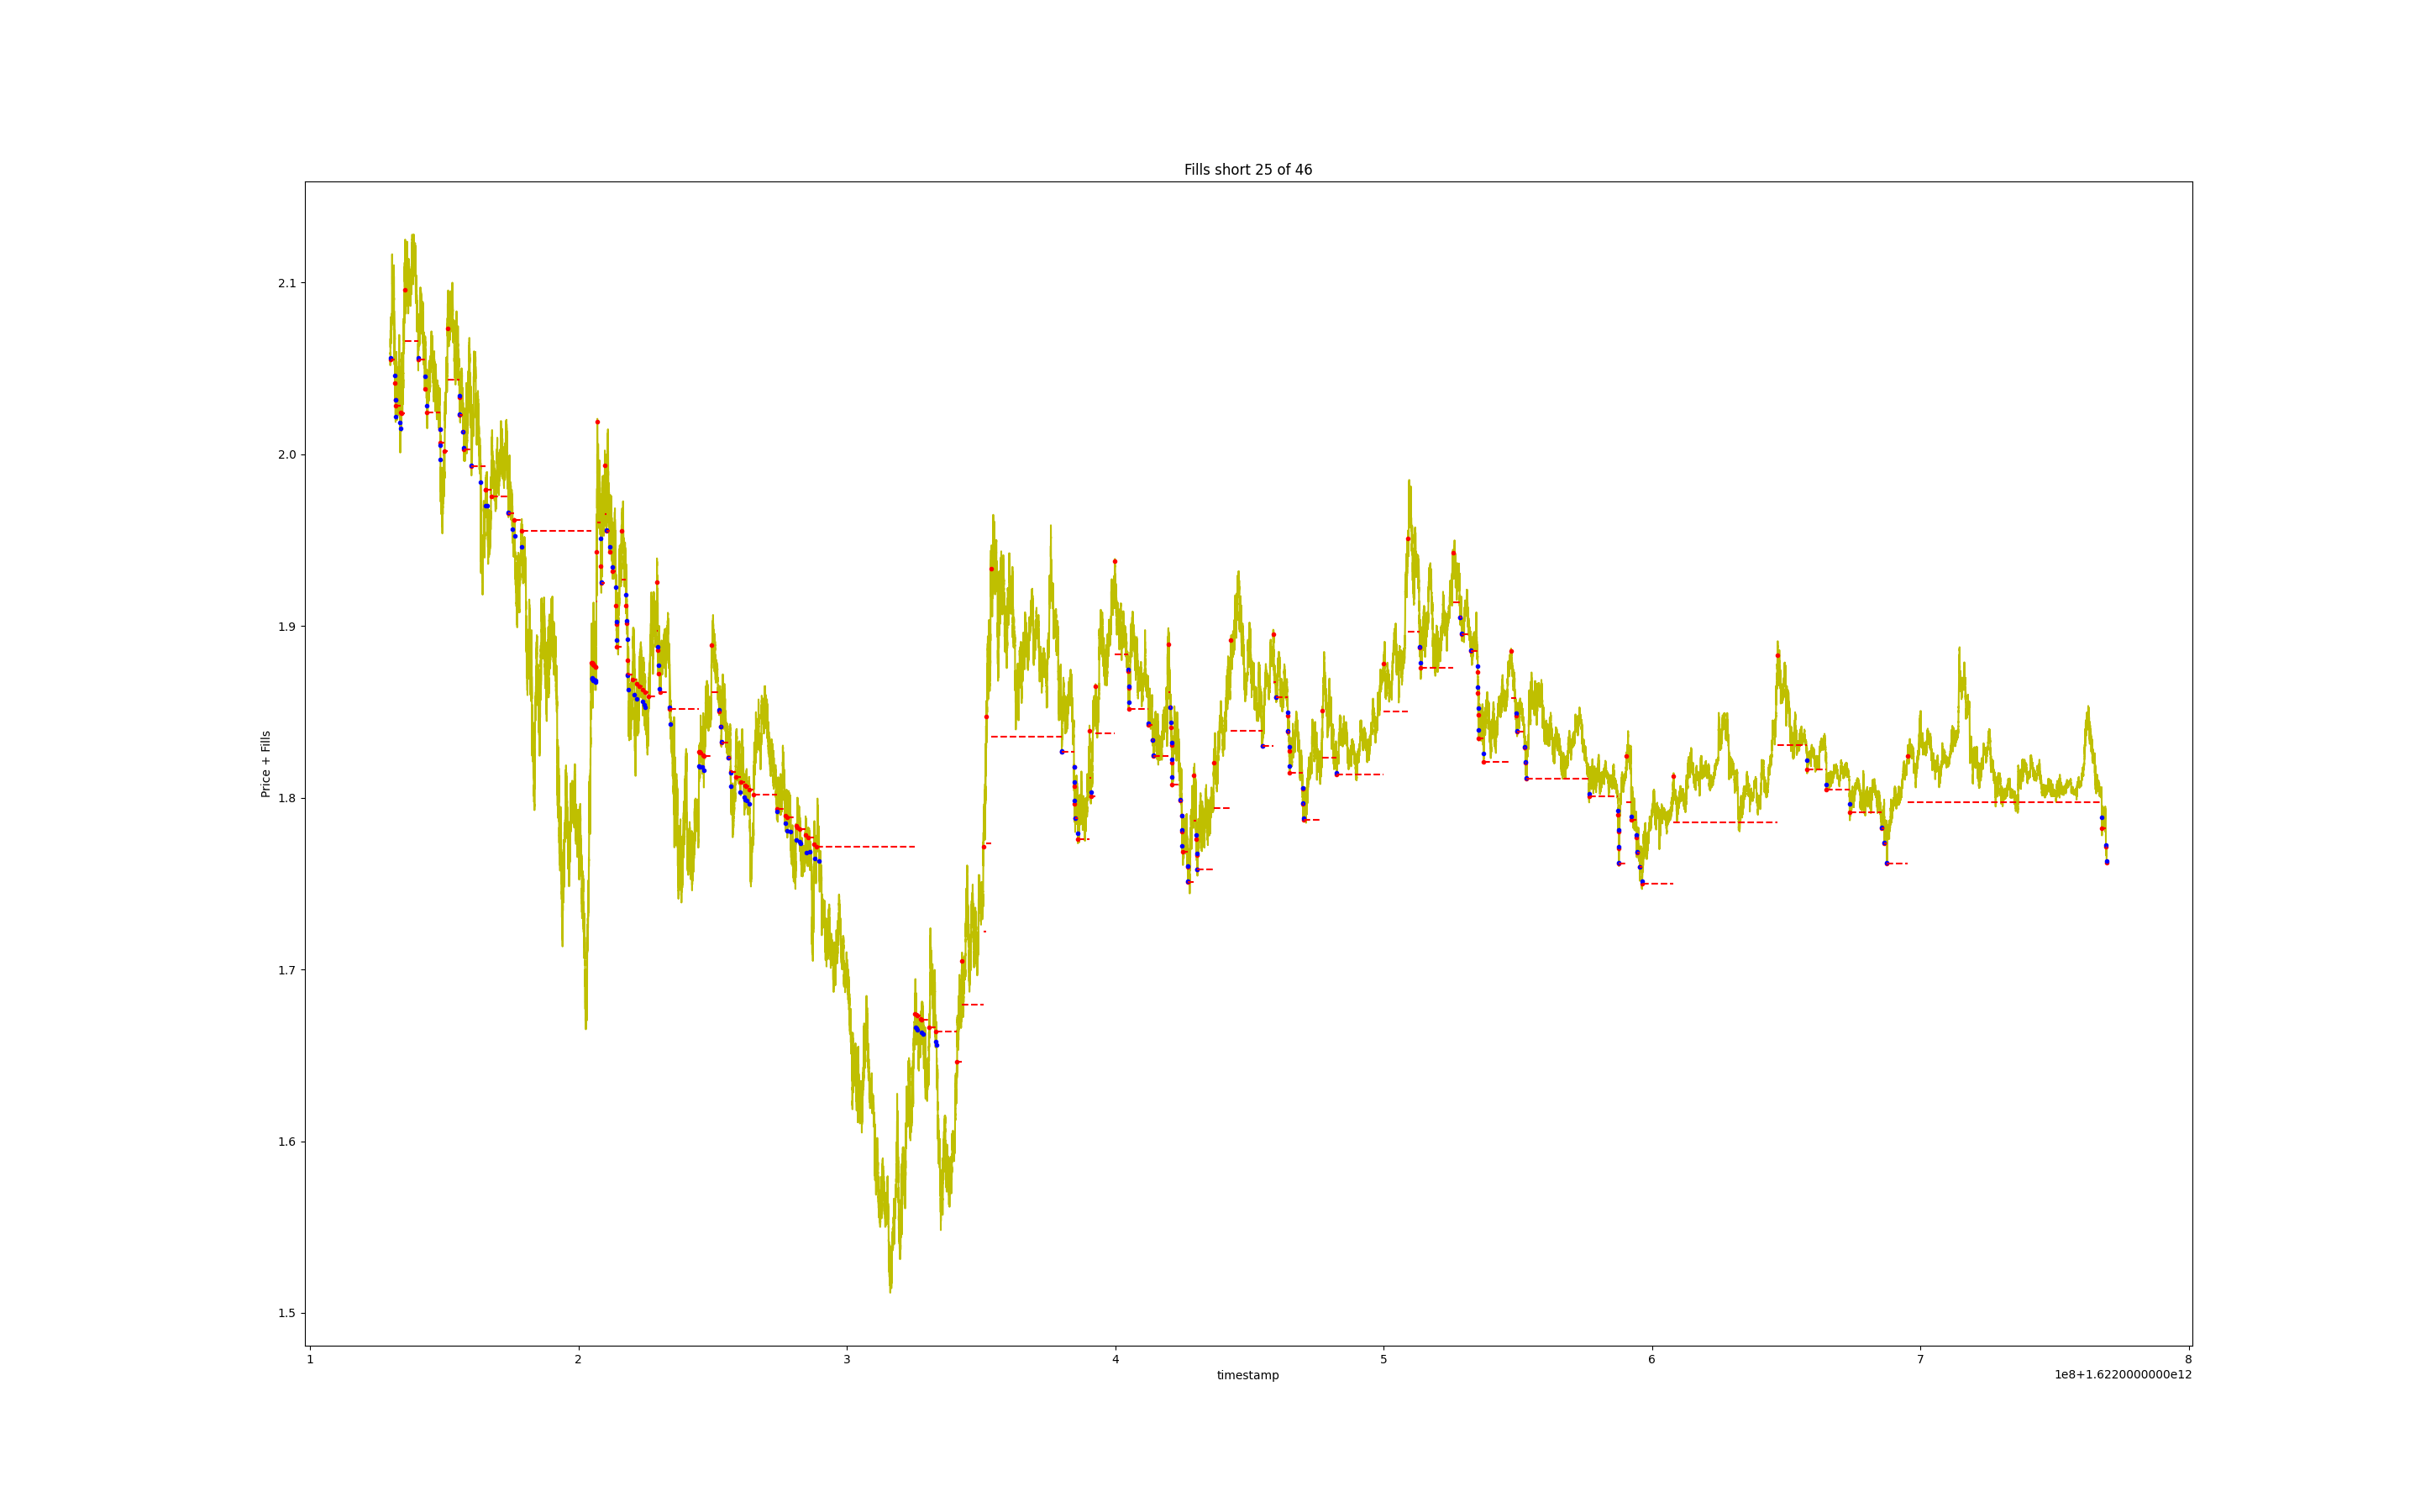 Fills short 25 of 46
2.1
2.0
1.9
1.8
1.7
1.6
1.5
Price + Fills
1 2 3 4 5 6 7 8
timestamp
1e8+1.6220000000e12